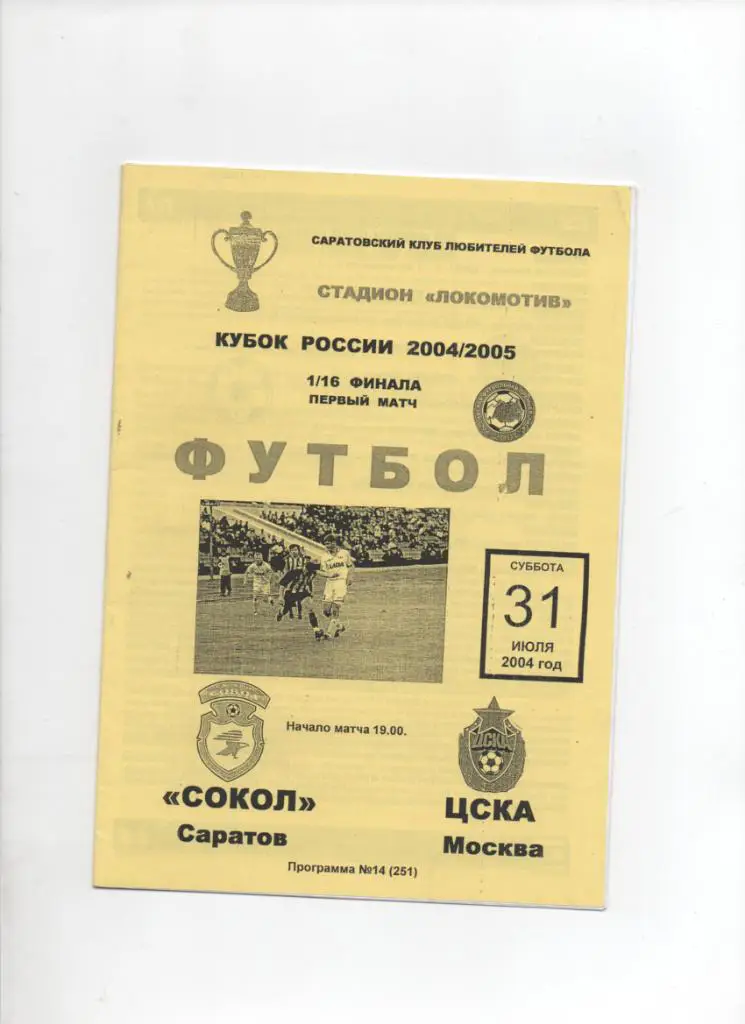 САРАТОВСКИЙ КЛУБ ЛЮБИТЕЛЕЙ ФУТБОЛА
СТАДИОН «ЛОКОМОТИВ»
КУБОК РОССИИ 2004/2005
1/16 ФИНАЛА
ПЕРВЫЙ МАТЧ
ФУТБОЛ
СУББОТА
31
ИЮЛЯ
2004 год
Начало матча 19.00.
ЦСКА
«СОКОЛ»
Саратов
ЦСКА
Москва
Программа №14 (251)